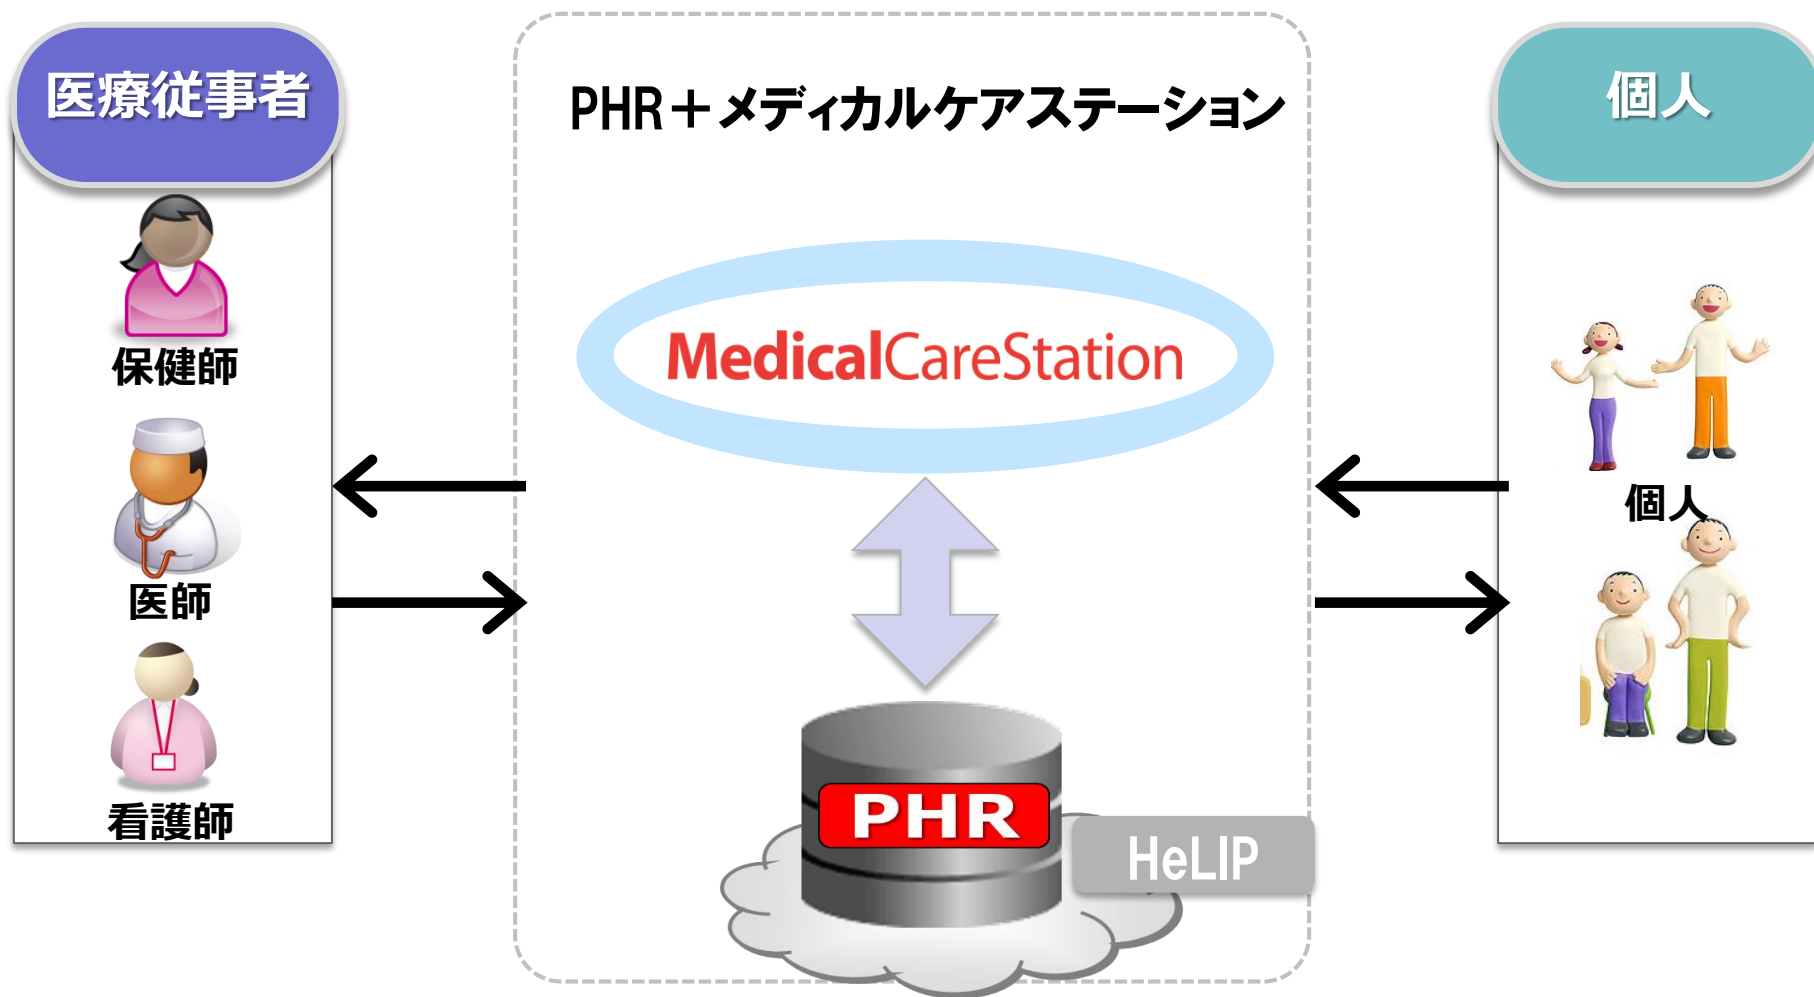 医療従事者
保健師
医師
看護師
PHR＋メディカルケアステーション
MedicalCareStation
PHR
HeLIP
個人
個人